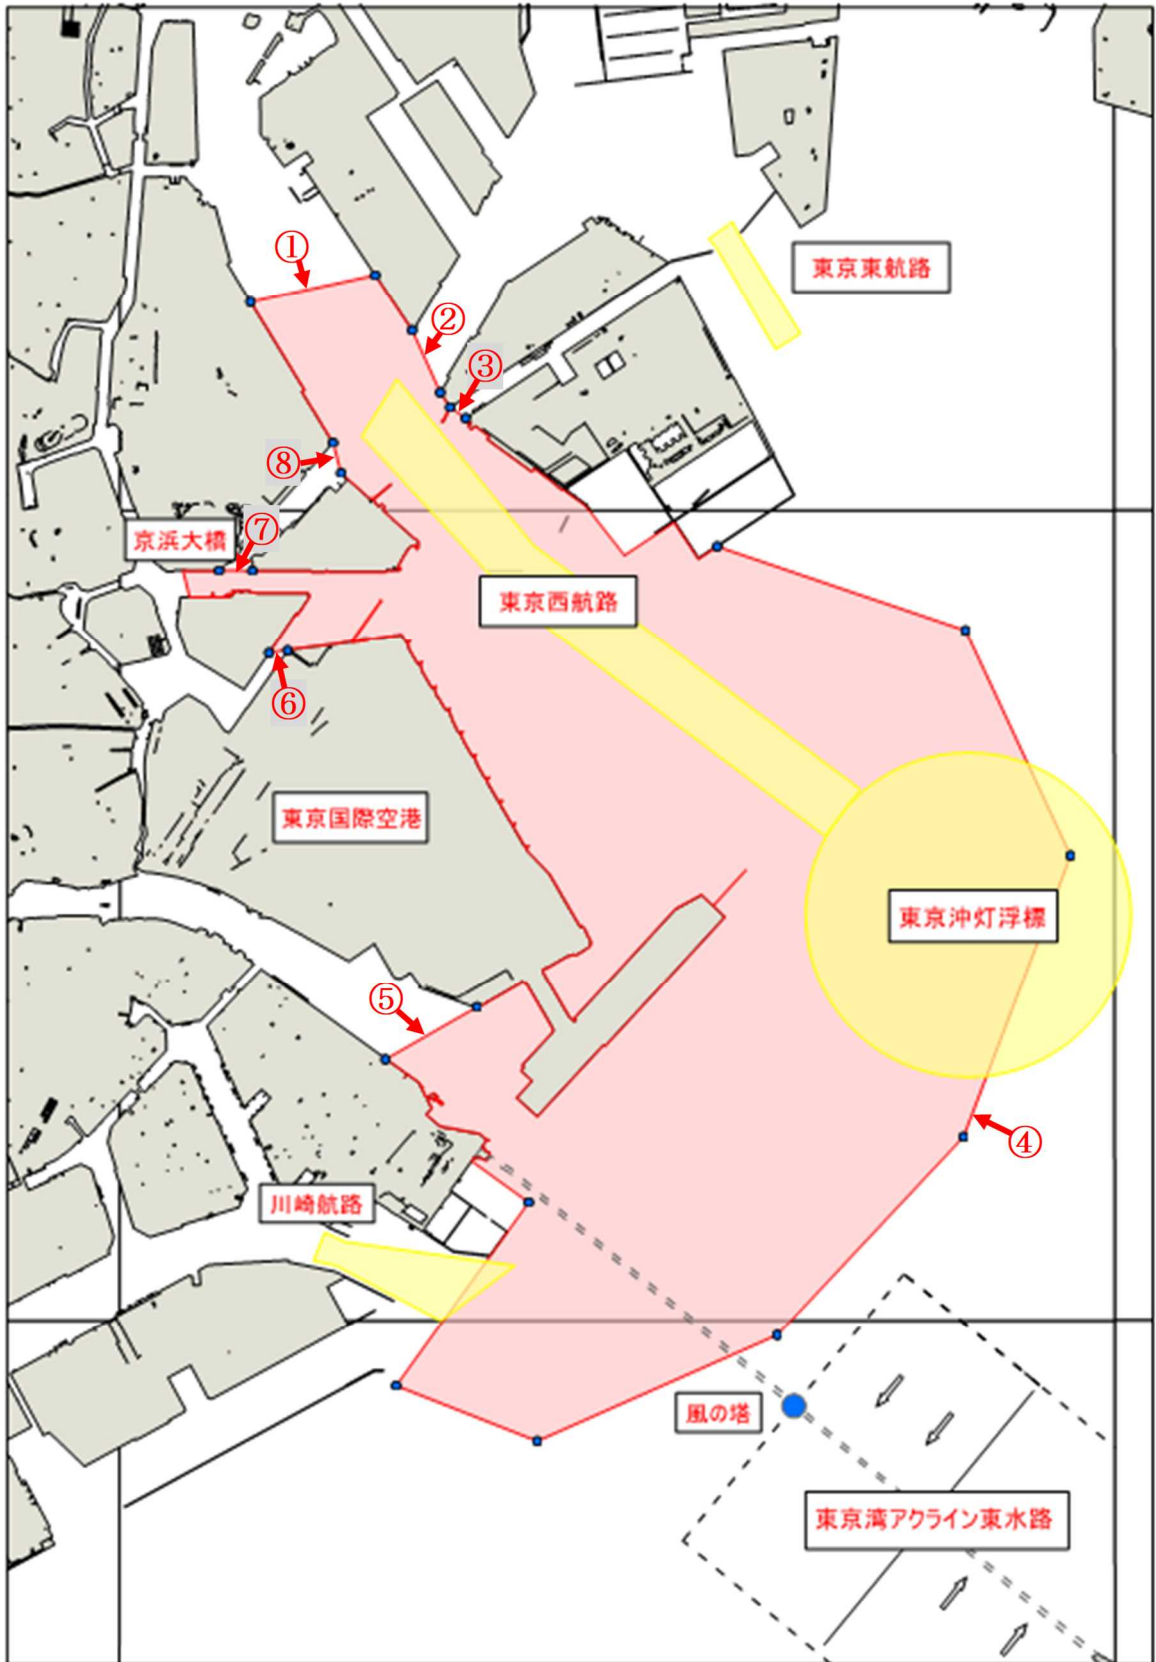 ①
東京東航路
②
③
⑧
京浜大橋
⑦
東京西航路
⑥
東京国際空港
東京沖灯浮標
⑤
④
川崎航路
風の塔
東京湾アクライン東水路